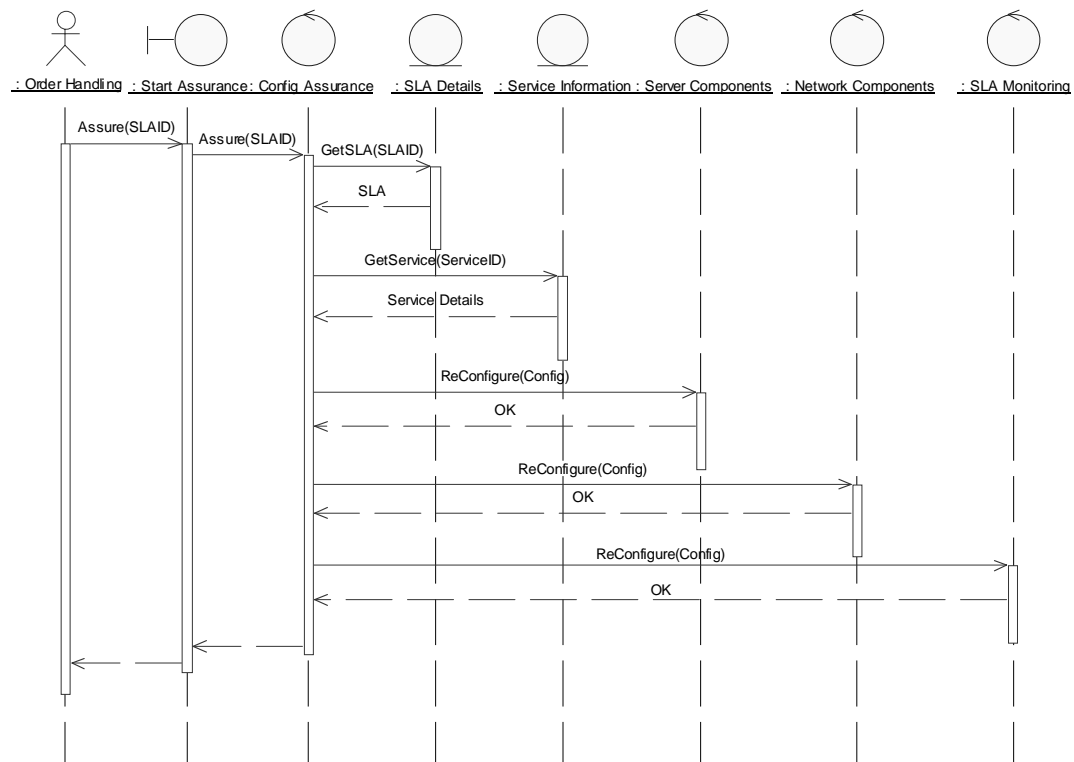 : Order Handling : Start Assurance : Config Assurance : SLA Details : Service Information : Server Components : Network Components : SLA Monitoring
Assure(SLAID)
Assure(SLAID)
GetSLA(SLAID)
SLA
GetService(ServiceID)
Service Details
ReConfigure(Config)
OK
ReConfigure(Config)
OK
ReConfigure(Config)
OK